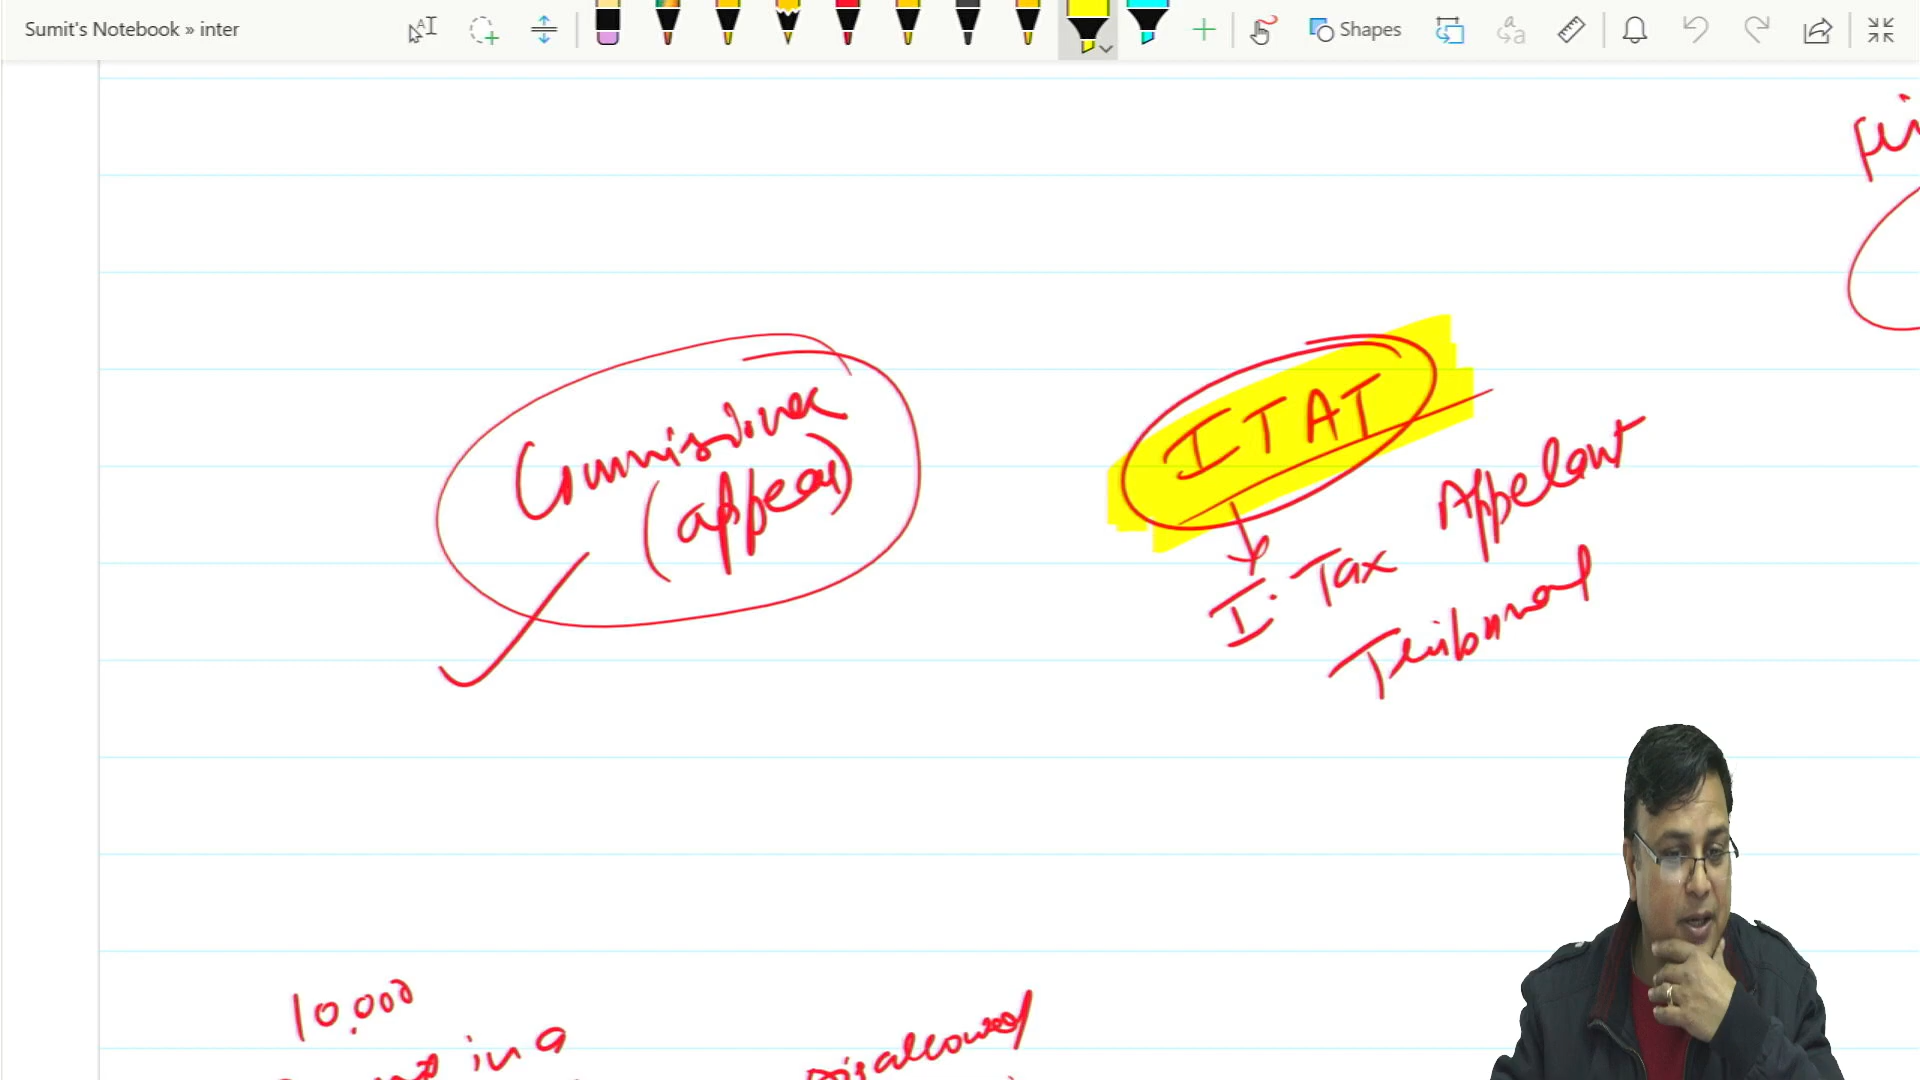 Sumit's Notebook » inter
Shapes
Commissioner
(appeal)
ITAT
I. Tax Appelant
Tribunal
10,000
in a
Disallowed